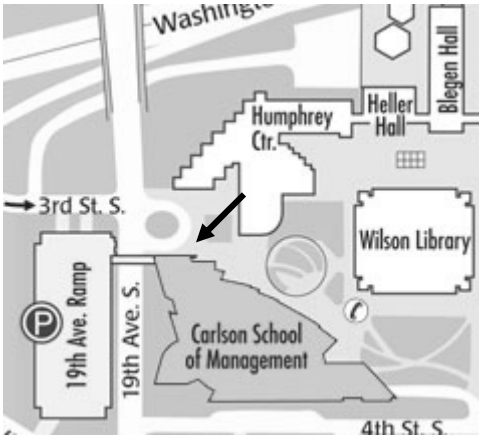 Washington
Blegen Hall
Heller
Hall
Humphrey
Ctr.
3rd St. S.
Wilson Library
P
19th Ave. Ramp
19th Ave. S.
Carlson School
of Management
4th St. S.